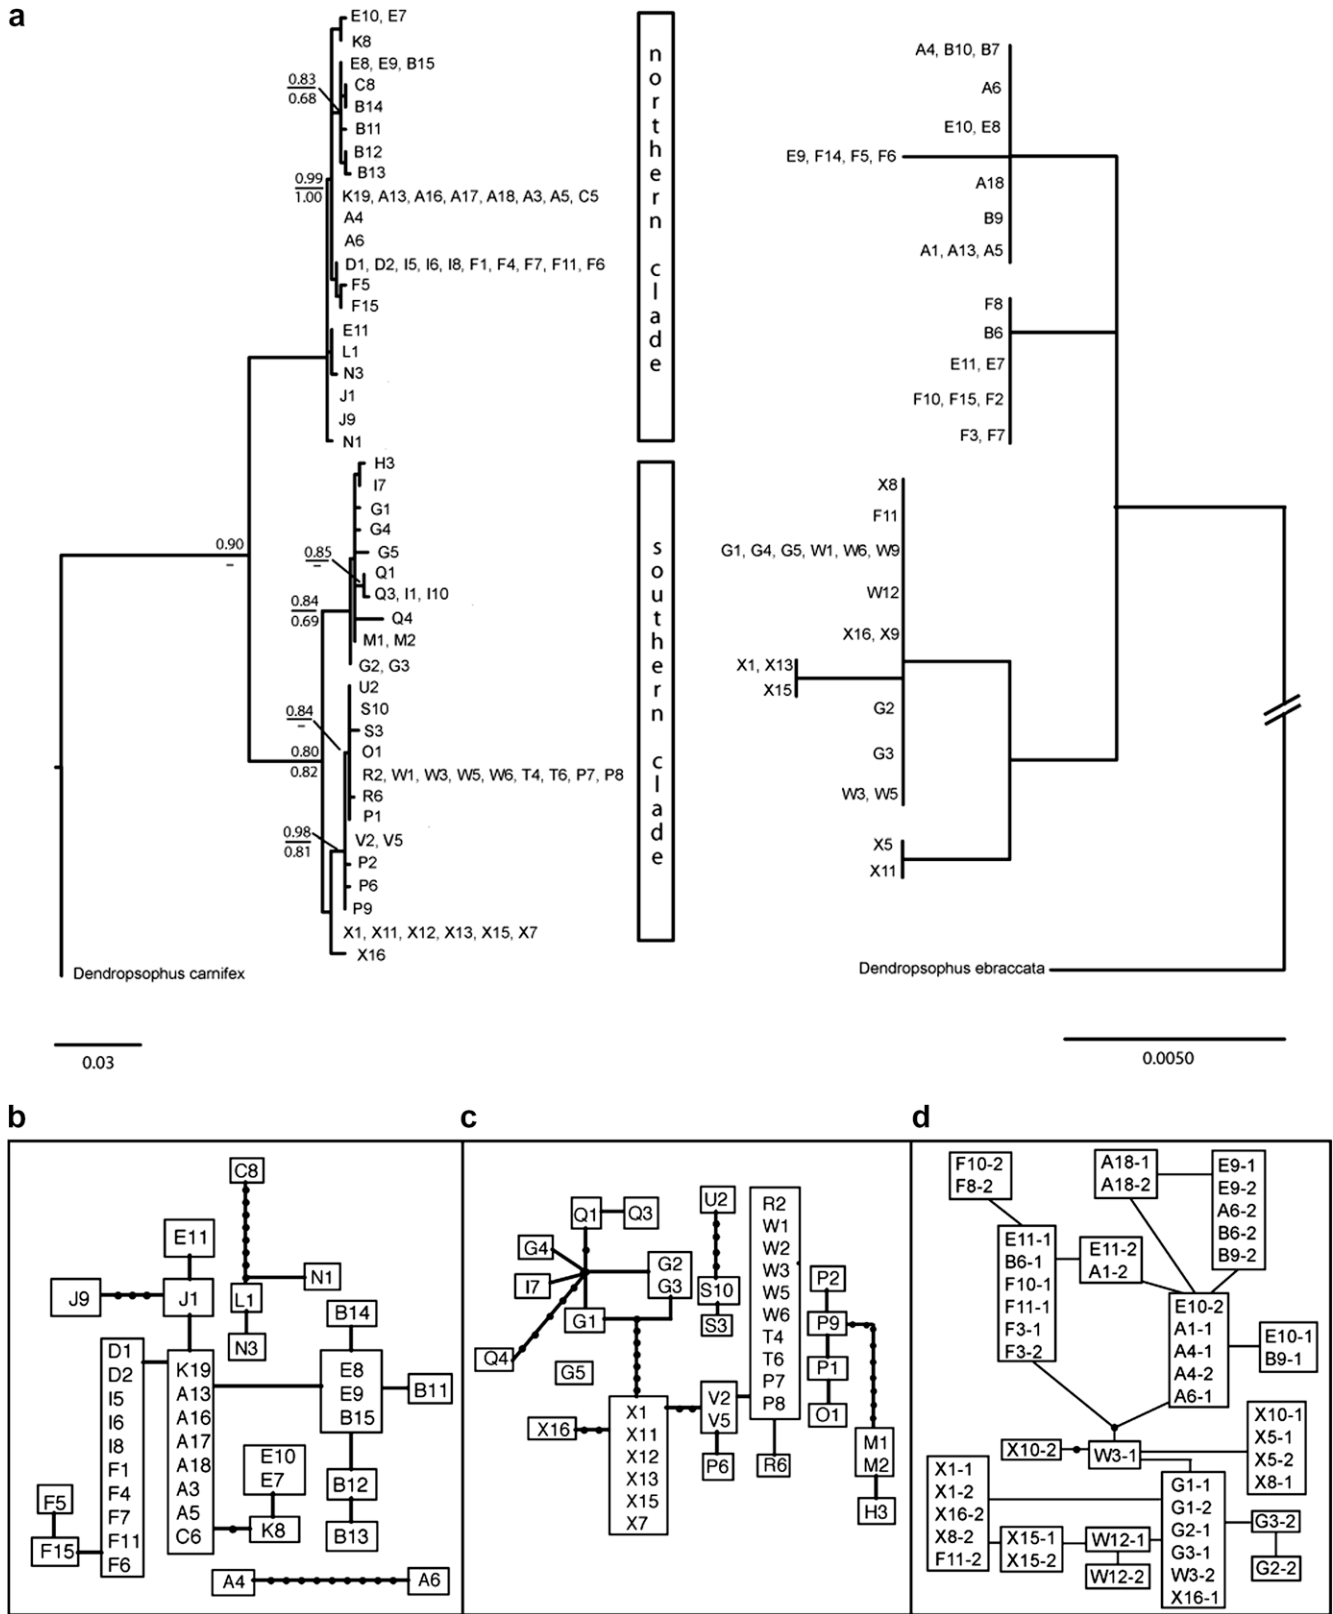 a
E10, E7
K8
E8, E9, B15
0.83
0.68
C8
B14
B11
B12
B13
0.99
1.00
K19, A13, A16, A17, A18, A3, A5, C5
A4
A6
D1, D2, I5, I6, I8, F1, F4, F7, F11, F6
F5
F15
E11
L1
N3
J1
J9
N1
northern clade
H3
I7
G1
G4
0.90
–
0.85
–
G5
Q1
Q3, I1, I10
0.84
0.69
Q4
M1, M2
G2, G3
U2
S10
0.84
–
S3
O1
0.80
0.82
R2, W1, W3, W5, W6, T4, T6, P7, P8
R6
P1
0.98
0.81
V2, V5
P2
P6
P9
X1, X11, X12, X13, X15, X7
X16
southern clade
Dendropsophus carnifex
0.03
A4, B10, B7
A6
E10, E8
E9, F14, F5, F6
A18
B9
A1, A13, A5
F8
B6
E11, E7
F10, F15, F2
F3, F7
X8
F11
G1, G4, G5, W1, W6, W9
W12
X16, X9
X1, X13
X15
G2
G3
W3, W5
X5
X11
Dendropsophus ebraccata
0.0050
b
C8
E11
N1
J9
J1
L1
N3
B14
D1
D2
I5
I6
I8
F1
F4
F7
F11
F6
K19
A13
A16
A17
A18
A3
A5
C6
E8
E9
B15
B11
E10
E7
K8
B12
B13
F5
F15
A4
A6
c
Q1
Q3
G4
I7
G2
G3
G1
Q4
G5
U2
S10
S3
R2
W1
W2
W3
W5
W6
T4
T6
P7
P8
P2
P9
P1
O1
X16
X1
X11
X12
X13
X15
X7
V2
V5
P6
R6
M1
M2
H3
d
F10-2
F8-2
A18-1
A18-2
E9-1
E9-2
A6-2
B6-2
B9-2
E11-1
B6-1
F10-1
F11-1
F3-1
F3-2
E11-2
A1-2
E10-2
A1-1
A4-1
A4-2
A6-1
E10-1
B9-1
X10-2
W3-1
X10-1
X5-1
X5-2
X8-1
X1-1
X1-2
X16-2
X8-2
F11-2
X15-1
X15-2
W12-1
W12-2
G1-1
G1-2
G2-1
G3-1
W3-2
X16-1
G3-2
G2-2